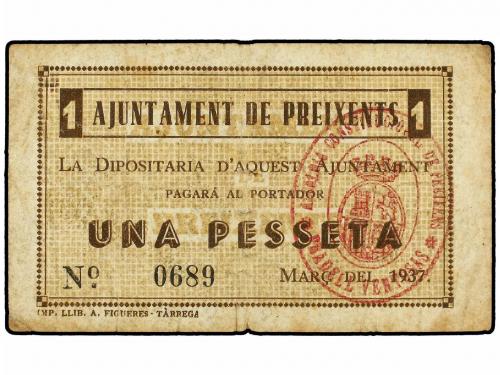 1 AJUNTAMENT DE PREIXENTS 1
LA DIPOSITARIA D'AQUEST AJUNTAMENT
PAGARÁ AL PORTADOR
UNA PESSETA
Nº 0689 MARÇ DEL 1937.
IMP. LLIB. A. FIGUERES - TÀRREGA